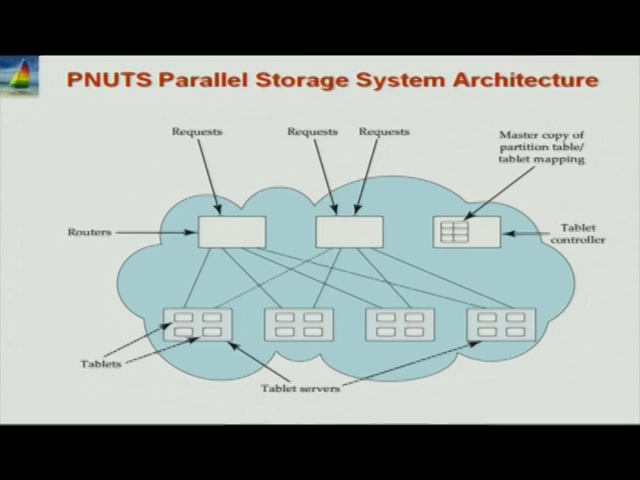 PNUTS Parallel Storage System Architecture
Requests
Requests
Requests
Master copy of
partition table/
tablet mapping
Routers
Tablet
controller
Tablets
Tablet servers